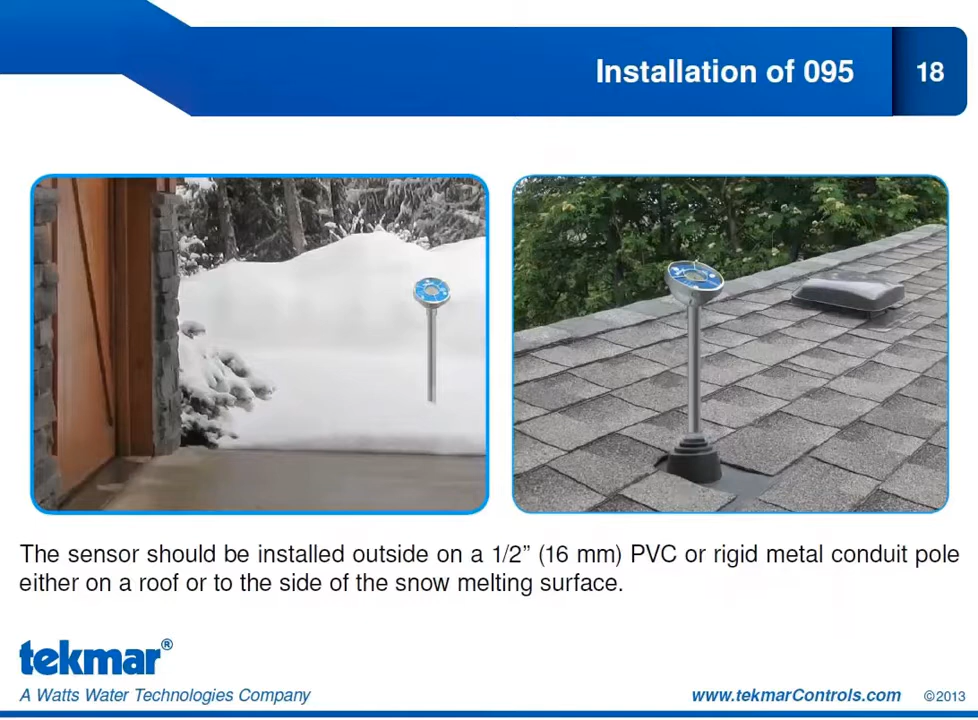 Installation of 095
18
The sensor should be installed outside on a 1/2” (16 mm) PVC or rigid metal conduit pole
either on a roof or to the side of the snow melting surface.
tekmar®
A Watts Water Technologies Company
www.tekmarControls.com ©2013